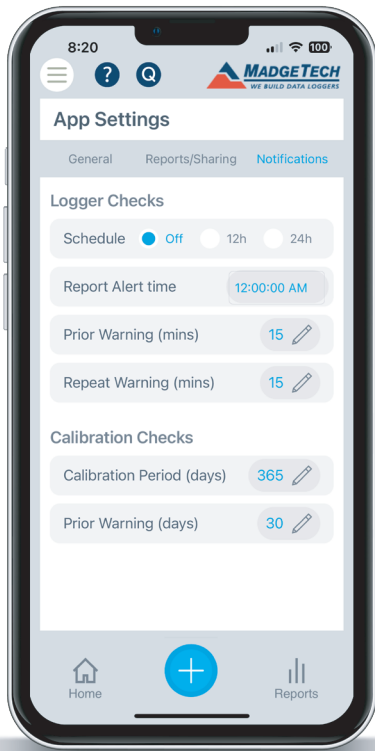 8:20
100
? Q MADGETECH
WE BUILD DATA LOGGERS
App Settings
General Reports/Sharing Notifications
Logger Checks
Schedule Off 12h 24h
Report Alert time 12:00:00 AM
Prior Warning (mins) 15
Repeat Warning (mins) 15
Calibration Checks
Calibration Period (days) 365
Prior Warning (days) 30
Home Reports